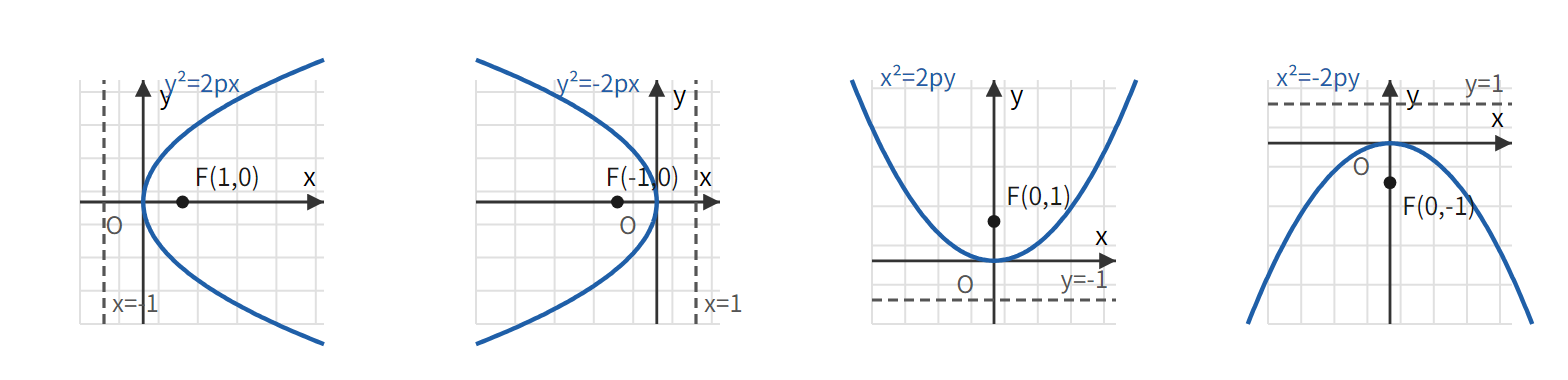 y²=2px
y
F(1,0)
x
O
x=-1
y²=-2px
y
F(-1,0)
x
O
x=1
x²=2py
y
F(0,1)
x
O
y=-1
x²=-2py
y=1
y
x
O
F(0,-1)